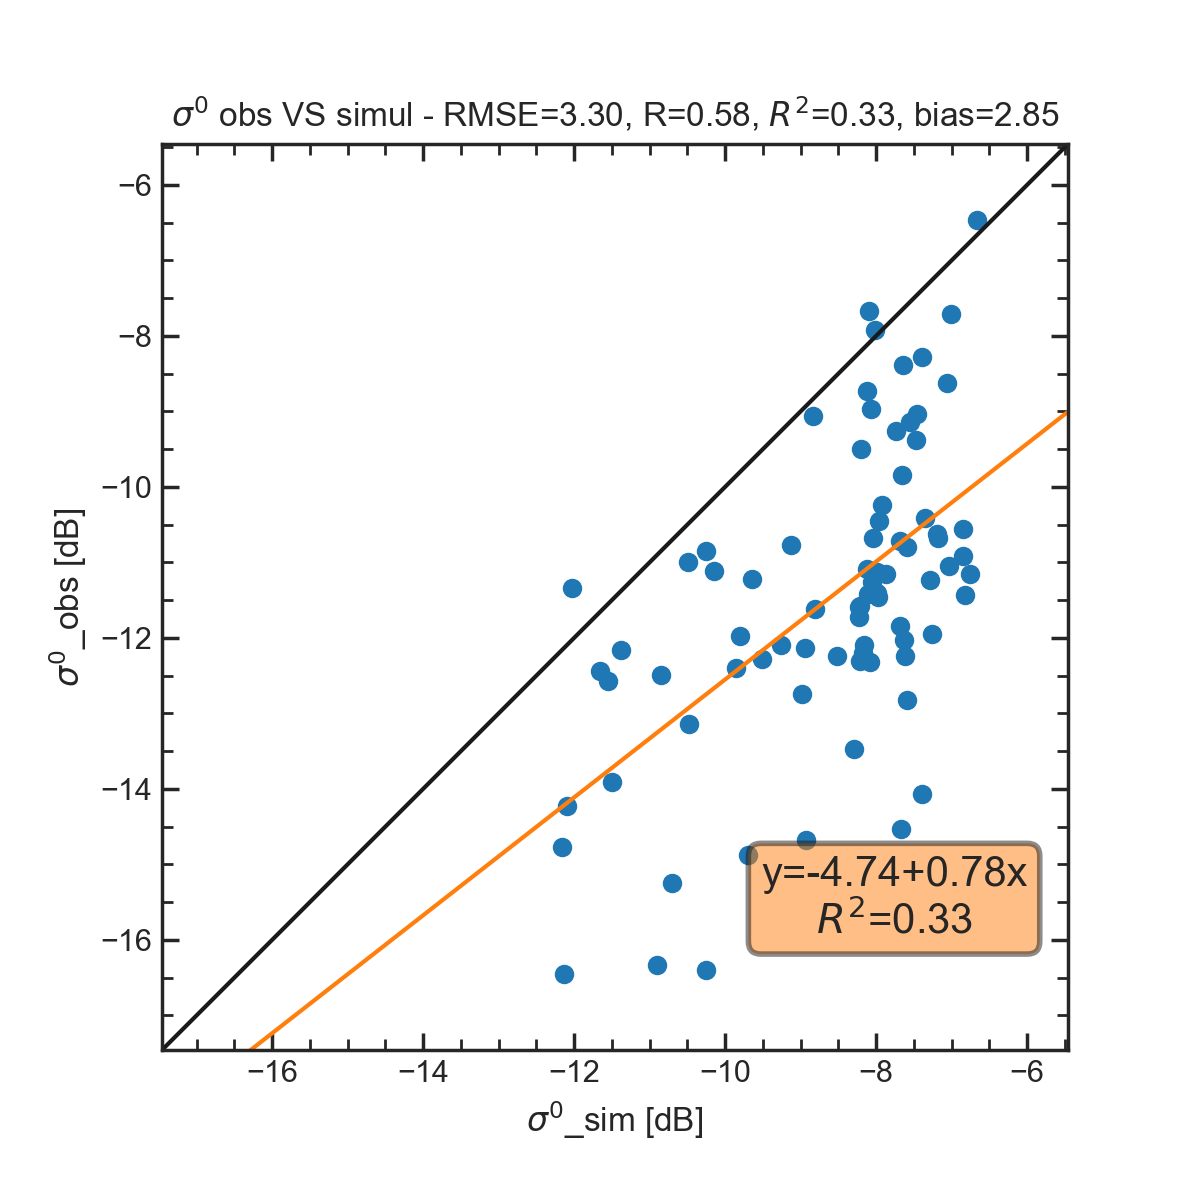 σ⁰ obs VS simul - RMSE=3.30, R=0.58, R²=0.33, bias=2.85
−6
−8
−10
−12
−14
−16
σ⁰_obs [dB]
y=-4.74+0.78x
R²=0.33
−16 −14 −12 −10 −8 −6
σ⁰_sim [dB]